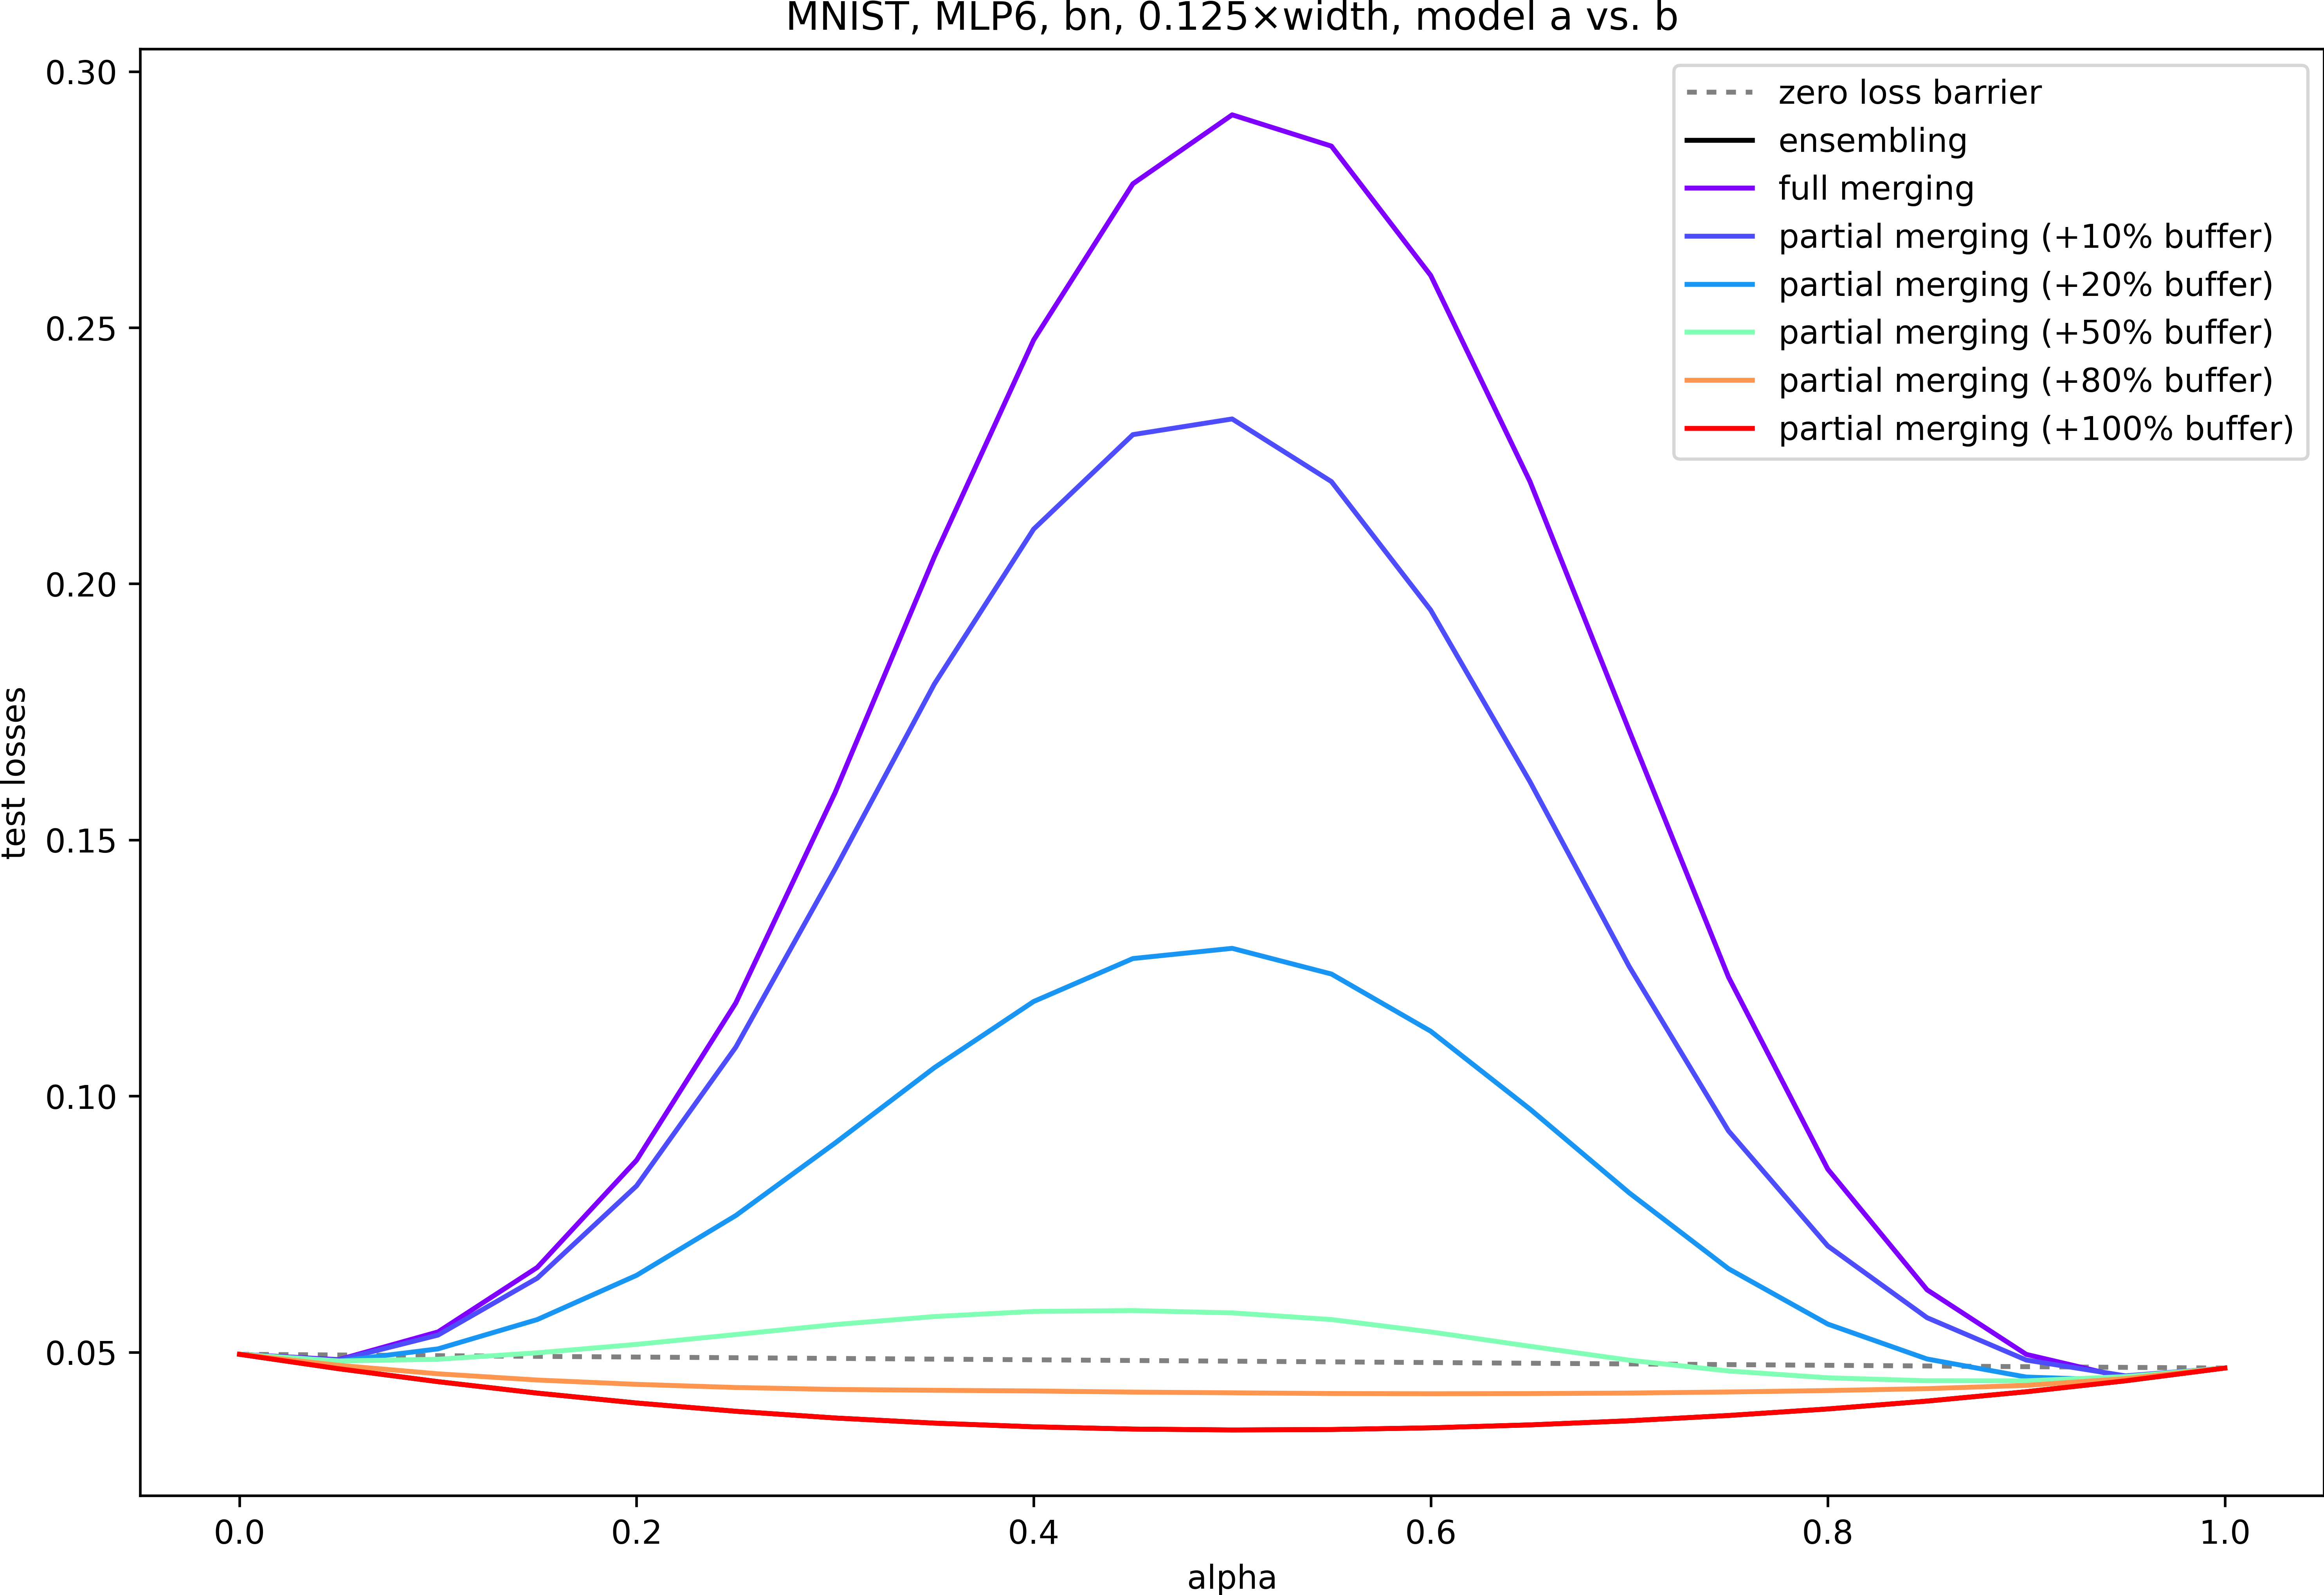 MNIST, MLP6, bn, 0.125×width, model a vs. b
0.30
0.25
0.20
0.15
0.10
0.05
test losses
zero loss barrier
ensembling
full merging
partial merging (+10% buffer)
partial merging (+20% buffer)
partial merging (+50% buffer)
partial merging (+80% buffer)
partial merging (+100% buffer)
0.0 0.2 0.4 0.6 0.8 1.0
alpha